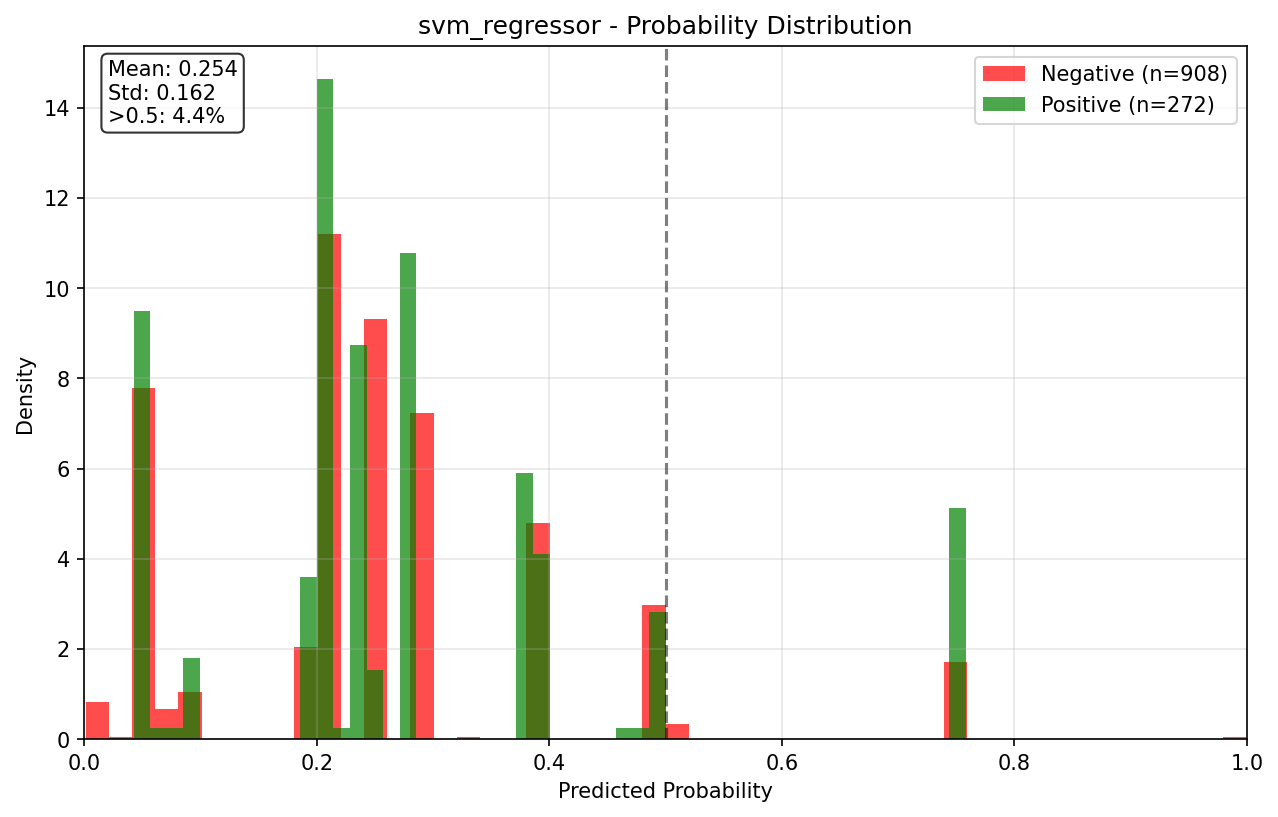 svm_regressor - Probability Distribution
Mean: 0.254
Std: 0.162
>0.5: 4.4%
Negative (n=908)
Positive (n=272)
Density
14
12
10
8
6
4
2
0
0.0 0.2 0.4 0.6 0.8 1.0
Predicted Probability